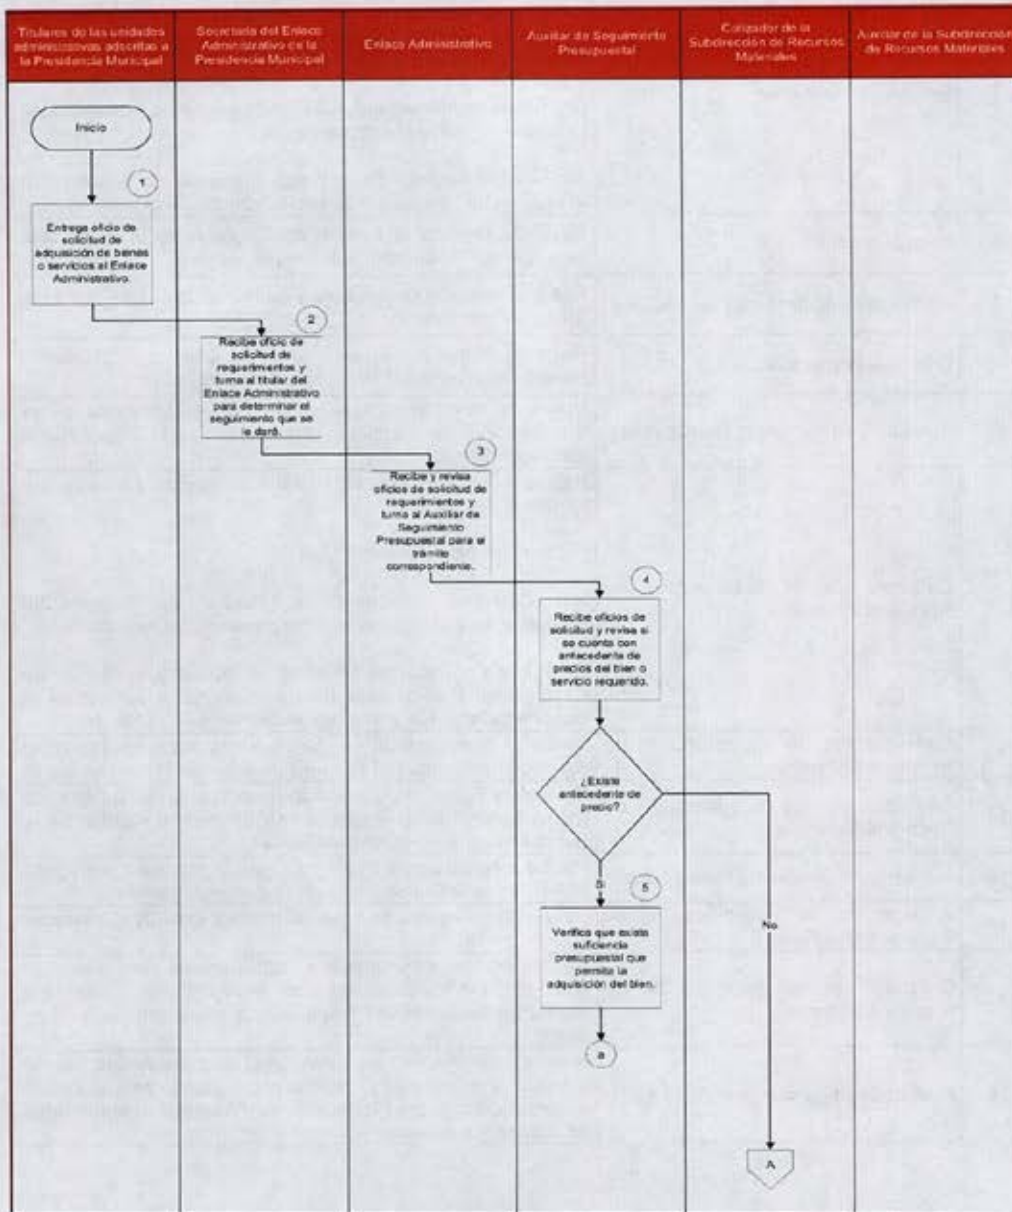 Titulares de las unidades
administrativas adscritas a
la Presidencia Municipal
Secretaria del Enlace
Administrativo de la
Presidencia Municipal
Enlace Administrativo
Auxiliar de Seguimiento
Presupuestal
Cotizador de la
Subdirección de Recursos
Materiales
Auxiliar de la Subdirección
de Recursos Materiales
Inicio
1
Entrega oficio de
solicitud de
adquisición de bienes
o servicios al Enlace
Administrativo.
2
Recibe oficio de
solicitud de
requerimientos y
turna al titular del
Enlace Administrativo
para determinar el
seguimiento que se
le dará.
3
Recibe y revisa
oficios de solicitud de
requerimientos y
turna al Auxiliar de
Seguimiento
Presupuestal para el
trámite
correspondiente.
4
Recibe oficios de
solicitud y revisa si
se cuenta con
antecedente de
precios del bien o
servicio requerido.
¿Existe
antecedente de
precio?
Si
No
5
Verifica que exista
suficiencia
presupuestal que
permita la
adquisición del bien.
a
A